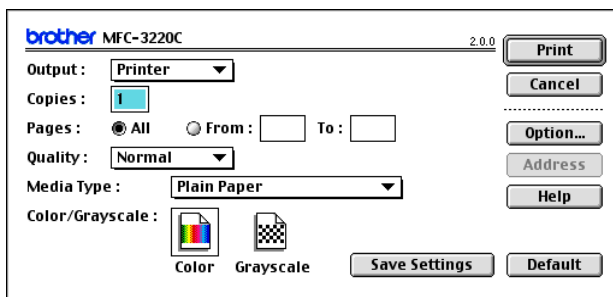 brother MFC-3220C 2.0.0
Print
Output : Printer
Cancel
Copies : 1
Pages : All From : To :
Option...
Quality : Normal
Address
Media Type : Plain Paper
Help
Color/Grayscale :
Color Grayscale
Save Settings Default